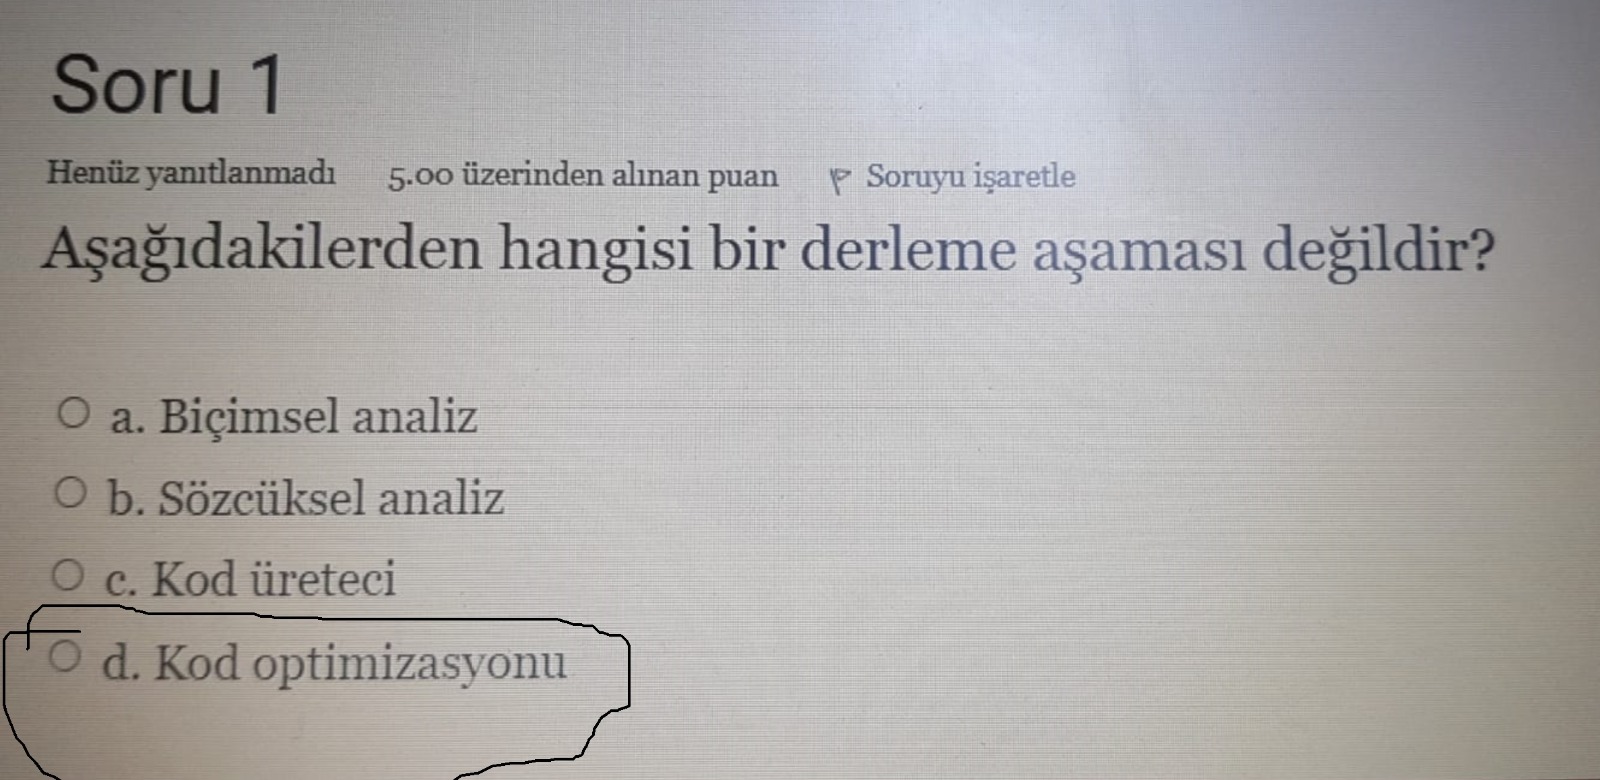 Soru 1
Henüz yanıtlanmadı 5.00 üzerinden alınan puan Soruyu işaretle
Aşağıdakilerden hangisi bir derleme aşaması değildir?
a. Biçimsel analiz
b. Sözcüksel analiz
c. Kod üreteci
d. Kod optimizasyonu